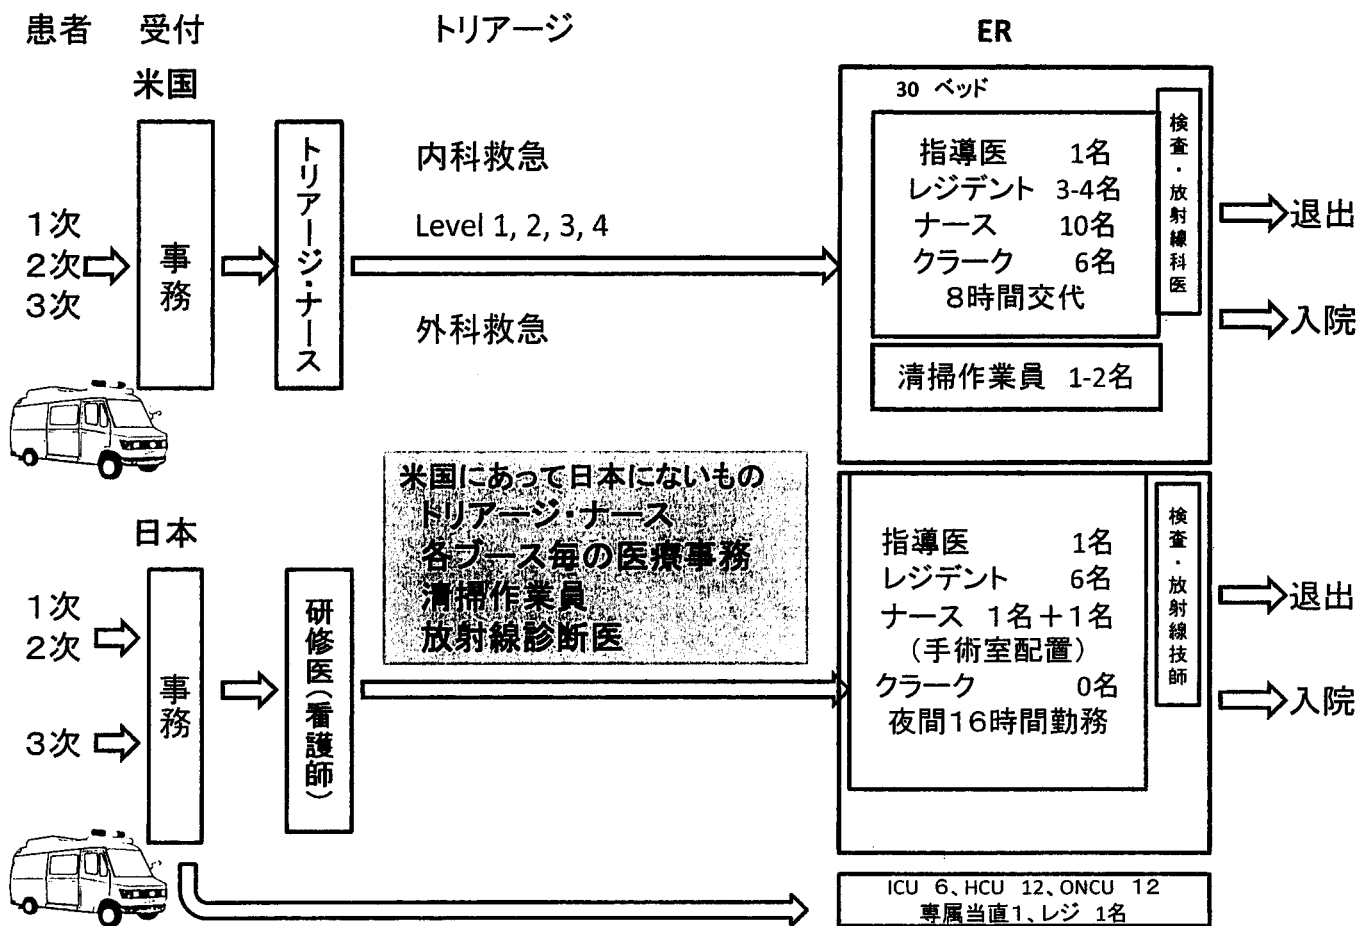 患者 受付 トリアージ ER
米国
1次
2次
3次
事務
トリアージ・ナース
内科救急
Level 1, 2, 3, 4
外科救急
30 ベッド
指導医 1名
レジデント 3-4名
ナース 10名
クラーク 6名
8時間交代
検査・放射線科医
清掃作業員 1-2名
退出
入院
米国にあって日本にないもの
トリアージ・ナース
各ブース毎の医療事務
清掃作業員
放射線診断医
日本
1次
2次
3次
事務
研修医(看護師)
指導医 1名
レジデント 6名
ナース 1名+1名
(手術室配置)
クラーク 0名
夜間16時間勤務
検査・放射線技師
退出
入院
ICU 6、HCU 12、ONCU 12
専属当直1、レジ 1名